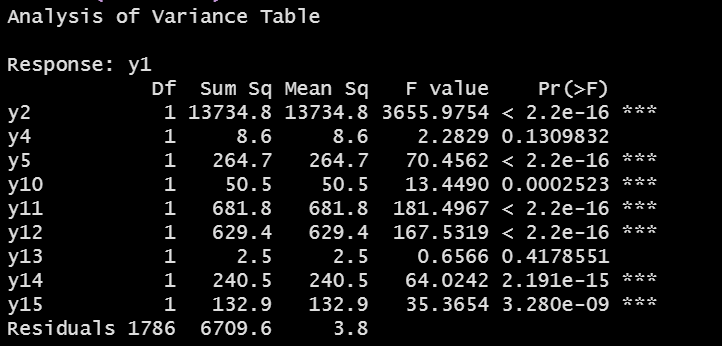 Analysis of Variance Table
Response: y1
Df Sum Sq Mean Sq F value Pr(>F)
y2 1 13734.8 13734.8 3655.9754 < 2.2e-16 ***
y4 1 8.6 8.6 2.2829 0.1309832
y5 1 264.7 264.7 70.4562 < 2.2e-16 ***
y10 1 50.5 50.5 13.4490 0.0002523 ***
y11 1 681.8 681.8 181.4967 < 2.2e-16 ***
y12 1 629.4 629.4 167.5319 < 2.2e-16 ***
y13 1 2.5 2.5 0.6566 0.4178551
y14 1 240.5 240.5 64.0242 2.191e-15 ***
y15 1 132.9 132.9 35.3654 3.280e-09 ***
Residuals 1786 6709.6 3.8